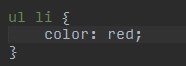 ul li {
    color: red;
}